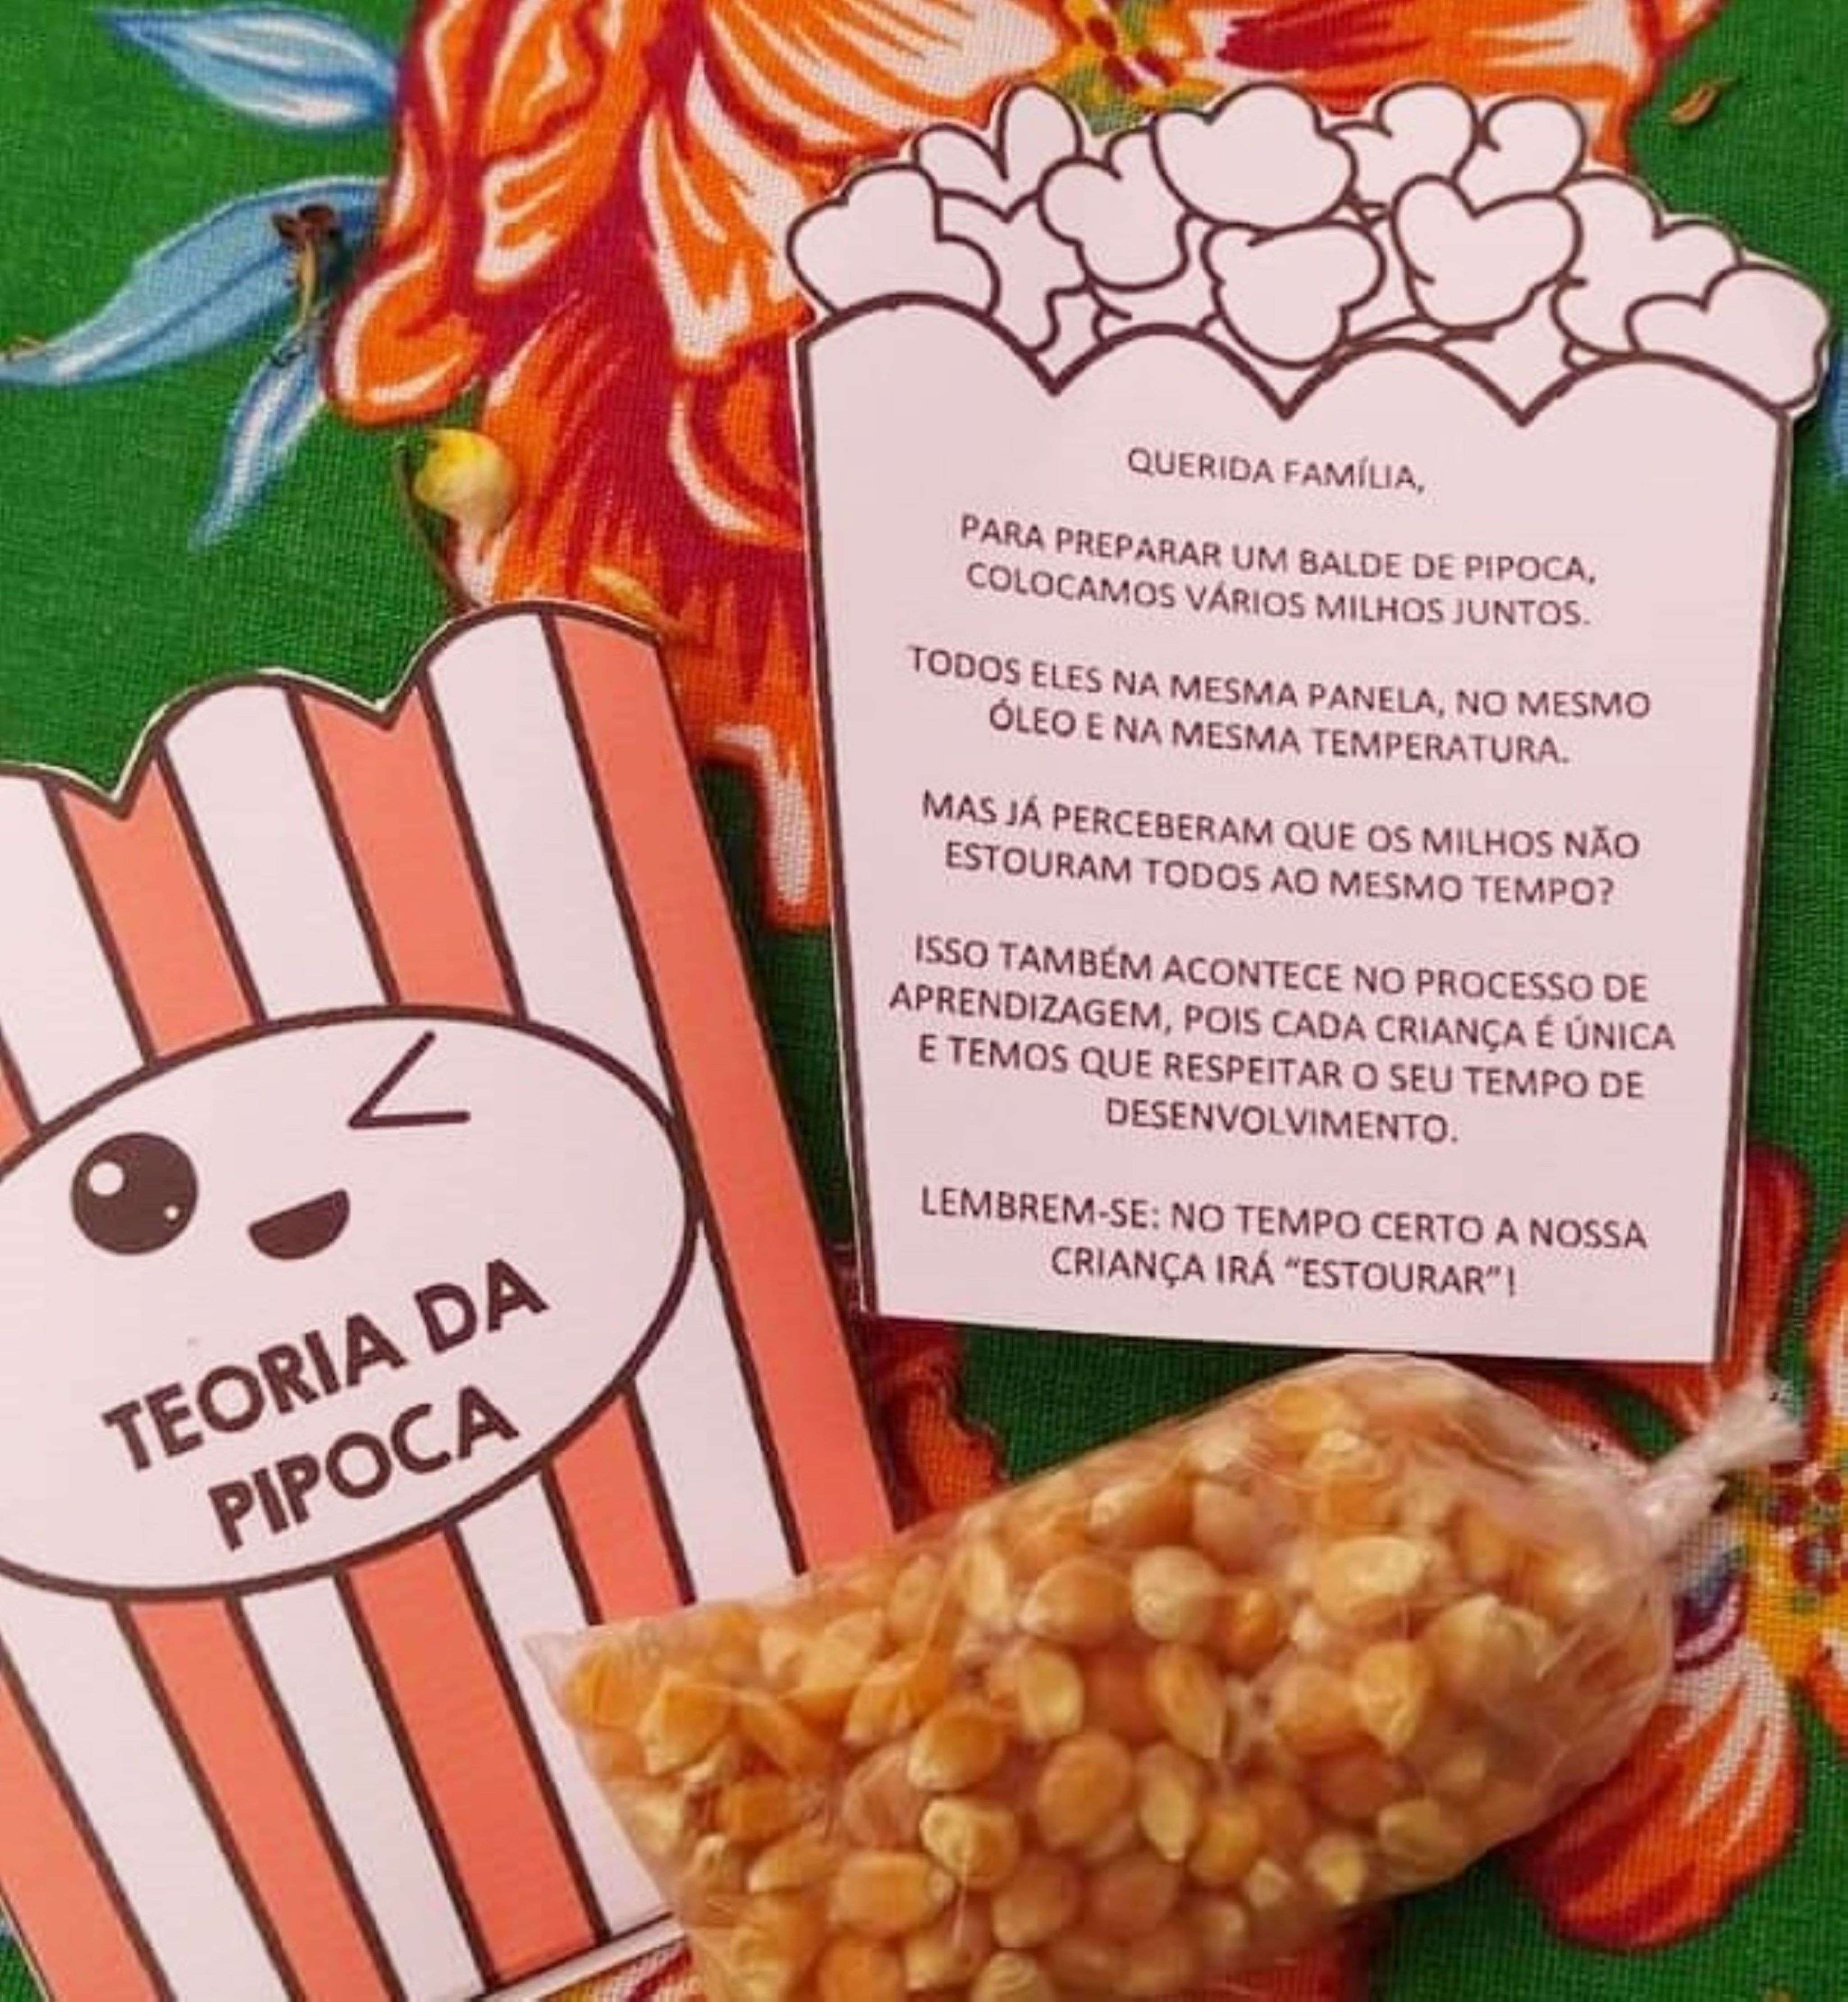 QUERIDA FAMÍLIA,
PARA PREPARAR UM BALDE DE PIPOCA,
COLOCAMOS VÁRIOS MILHOS JUNTOS.
TODOS ELES NA MESMA PANELA, NO MESMO
ÓLEO E NA MESMA TEMPERATURA.
MAS JÁ PERCEBERAM QUE OS MILHOS NÃO
ESTOURAM TODOS AO MESMO TEMPO?
ISSO TAMBÉM ACONTECE NO PROCESSO DE
APRENDIZAGEM, POIS CADA CRIANÇA É ÚNICA
E TEMOS QUE RESPEITAR O SEU TEMPO DE
DESENVOLVIMENTO.
LEMBREM-SE: NO TEMPO CERTO A NOSSA
CRIANÇA IRÁ “ESTOURAR”!
TEORIA DA
PIPOCA